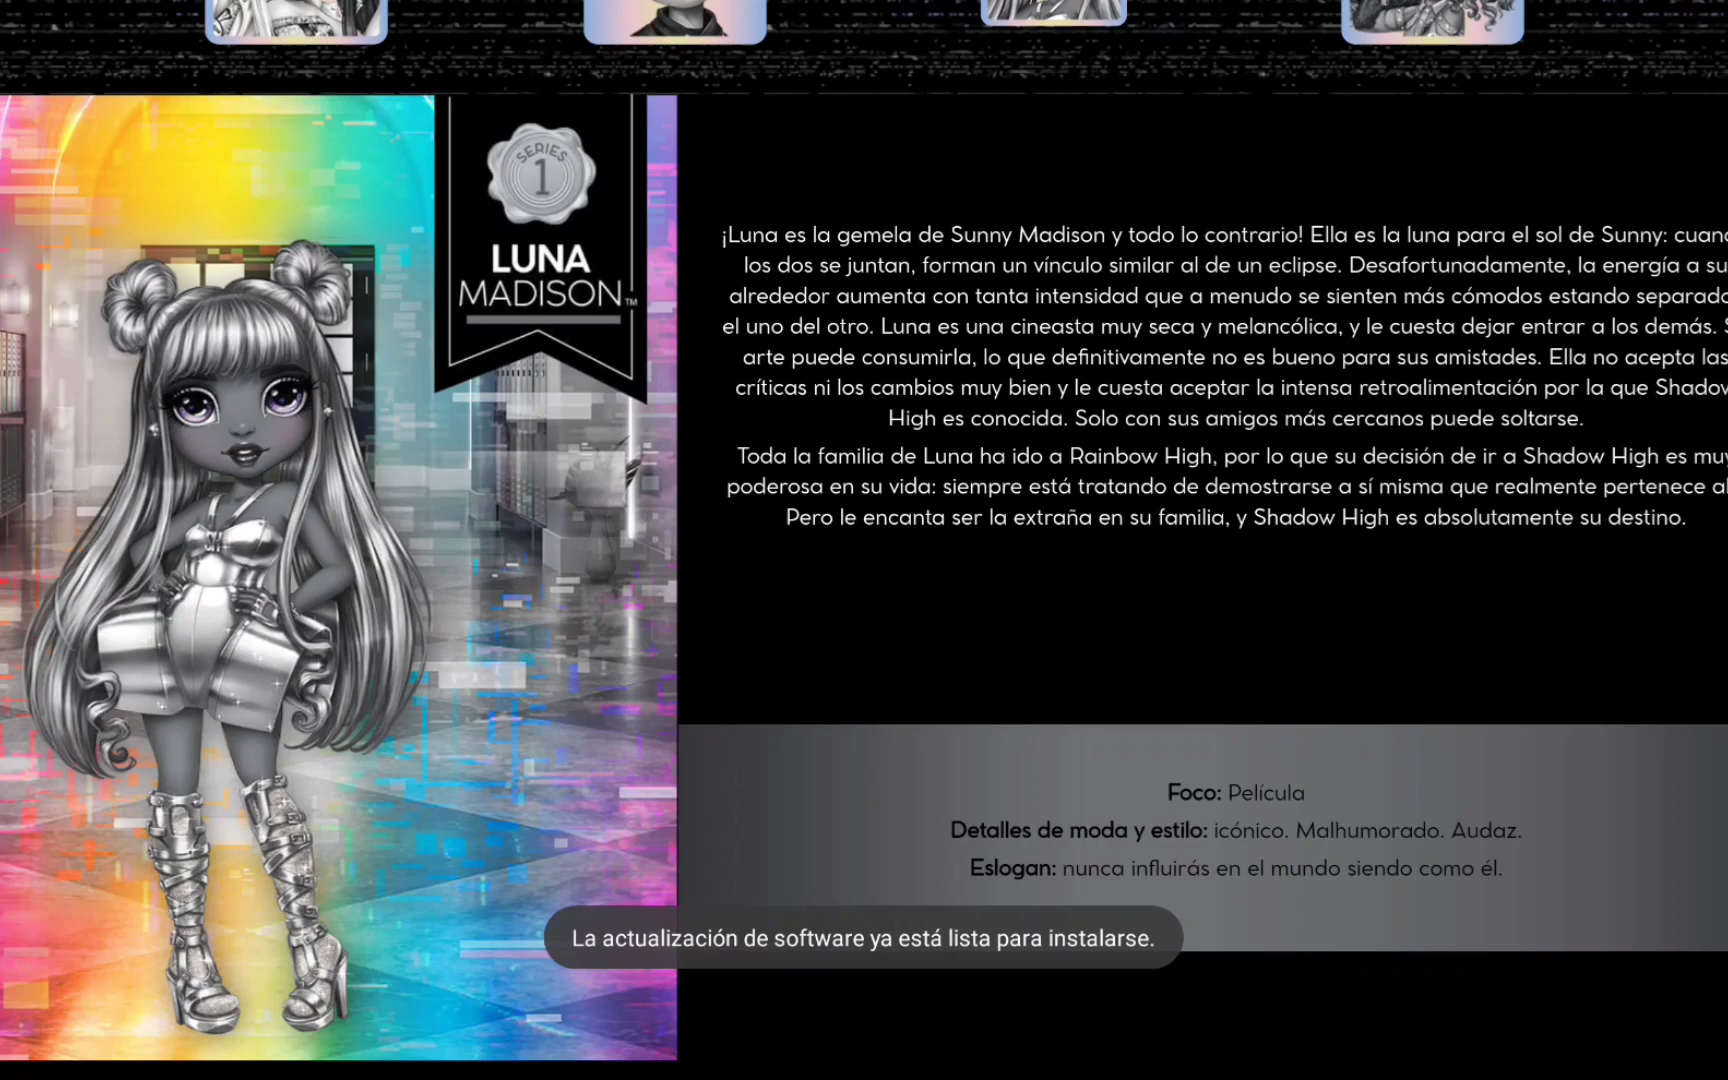 SERIES
1
LUNA
MADISON™
¡Luna es la gemela de Sunny Madison y todo lo contrario! Ella es la luna para el sol de Sunny:
los dos se juntan, forman un vínculo similar al de un eclipse. Desafortunadamente, la energía a su
alrededor aumenta con tanta intensidad que a menudo se sienten más cómodos estando
el uno del otro. Luna es una cineasta muy seca y melancólica, y le cuesta dejar entrar a los demás.
arte puede consumirla, lo que definitivamente no es bueno para sus amistades. Ella no acepta las
críticas ni los cambios muy bien y le cuesta aceptar la intensa retroalimentación por la que Shadow
High es conocida. Solo con sus amigos más cercanos puede soltarse.
Toda la familia de Luna ha ido a Rainbow High, por lo que su decisión de ir a Shadow High es muy
poderosa en su vida: siempre está tratando de demostrarse a sí misma que realmente pertenece
Pero le encanta ser la extraña en su familia, y Shadow High es absolutamente su destino.
Foco: Película
Detalles de moda y estilo: icónico. Malhumorado. Audaz.
Eslogan: nunca influirás en el mundo siendo como él.
La actualización de software ya está lista para instalarse.